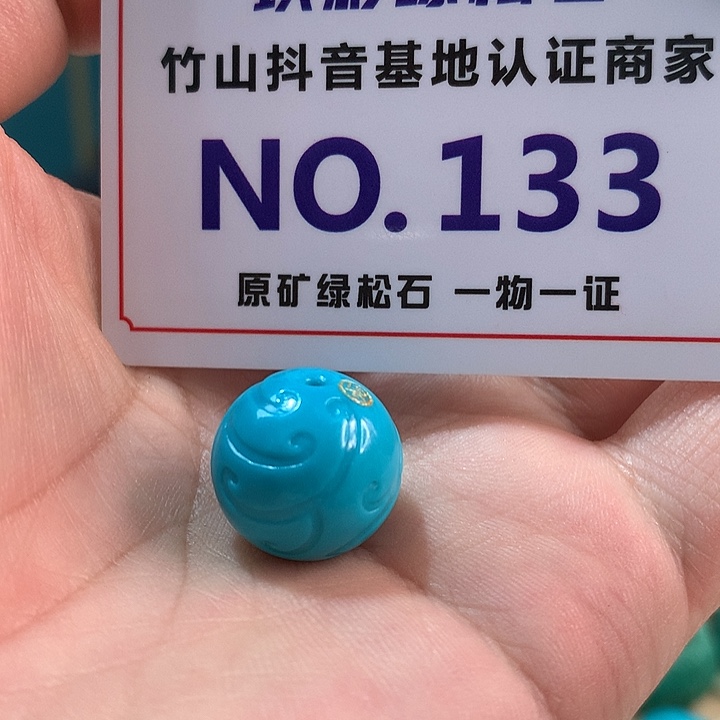 竹山抖音基地认证商家
NO.133
原矿绿松石 一物一证